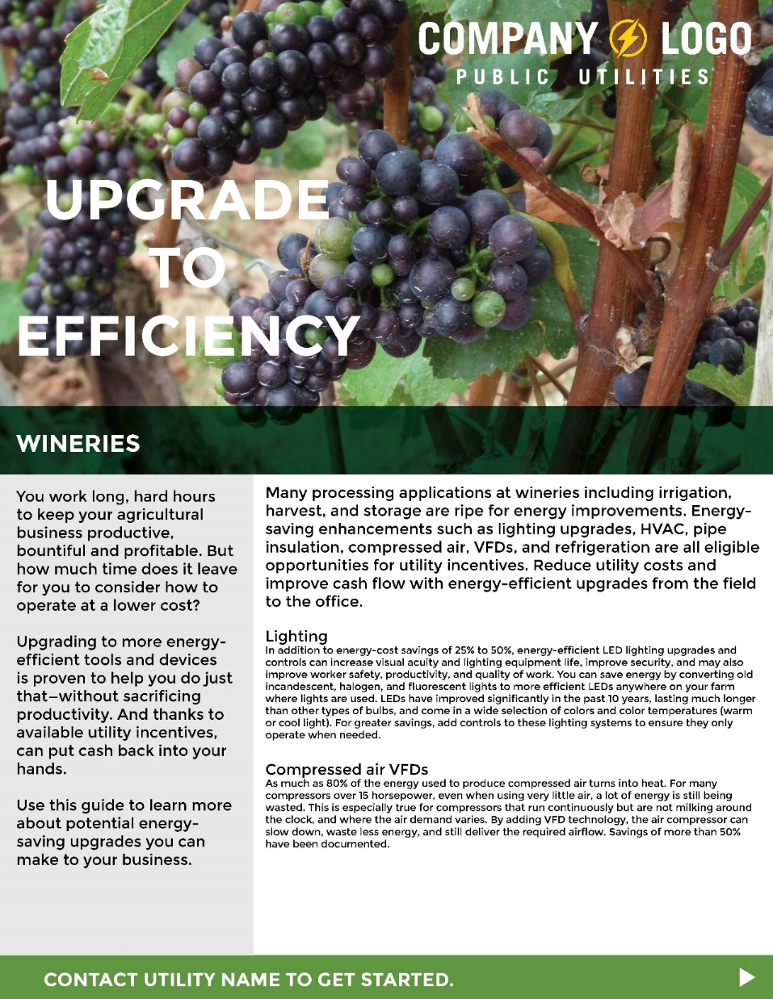 COMPANY LOGO
PUBLIC UTILITIES
UPGRADE
TO
EFFICIENCY
WINERIES
You work long, hard hours
to keep your agricultural
business productive,
bountiful and profitable. But
how much time does it leave
for you to consider how to
operate at a lower cost?
Upgrading to more energy-
efficient tools and devices
is proven to help you do just
that—without sacrificing
productivity. And thanks to
available utility incentives,
can put cash back into your
hands.
Use this guide to learn more
about potential energy-
saving upgrades you can
make to your business.
Many processing applications at wineries including irrigation,
harvest, and storage are ripe for energy improvements. Energy-
saving enhancements such as lighting upgrades, HVAC, pipe
insulation, compressed air, VFDs, and refrigeration are all eligible
opportunities for utility incentives. Reduce utility costs and
improve cash flow with energy-efficient upgrades from the field
to the office.
Lighting
In addition to energy-cost savings of 25% to 50%, energy-efficient LED lighting upgrades and
controls can increase visual acuity and lighting equipment life, improve security, and may also
improve worker safety, productivity, and quality of work. You can save energy by converting old
incandescent, halogen, and fluorescent lights to more efficient LEDs anywhere on your farm
where lights are used. LEDs have improved significantly in the past 10 years, lasting much longer
than other types of bulbs, and come in a wide selection of colors and color temperatures (warm
or cool light). For greater savings, add controls to these lighting systems to ensure they only
operate when needed.
Compressed air VFDs
As much as 80% of the energy used to produce compressed air turns into heat. For many
compressors over 15 horsepower, even when using very little air, a lot of energy is still being
wasted. This is especially true for compressors that run continuously but are not milking around
the clock, and where the air demand varies. By adding VFD technology, the air compressor can
slow down, waste less energy, and still deliver the required airflow. Savings of more than 50%
have been documented.
CONTACT UTILITY NAME TO GET STARTED.